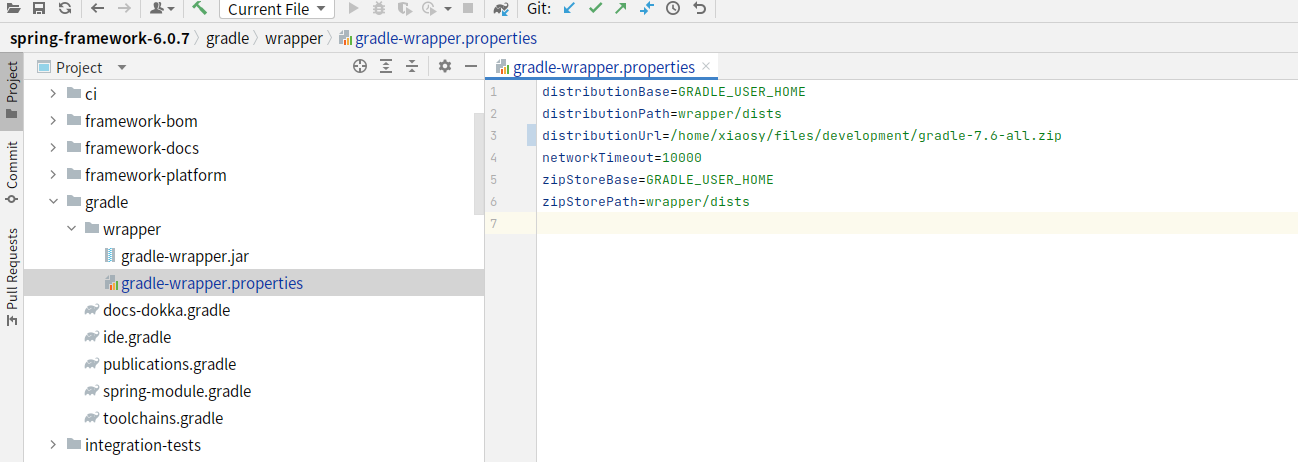 Current File
Git:
spring-framework-6.0.7 gradle wrapper gradle-wrapper.properties
Project
Commit
Pull Requests
Project
ci
framework-bom
framework-docs
framework-platform
gradle
wrapper
gradle-wrapper.jar
gradle-wrapper.properties
docs-dokka.gradle
ide.gradle
publications.gradle
spring-module.gradle
toolchains.gradle
integration-tests
gradle-wrapper.properties
1 distributionBase=GRADLE_USER_HOME
2 distributionPath=wrapper/dists
3 distributionUrl=/home/xiaosy/files/development/gradle-7.6-all.zip
4 networkTimeout=10000
5 zipStoreBase=GRADLE_USER_HOME
6 zipStorePath=wrapper/dists
7